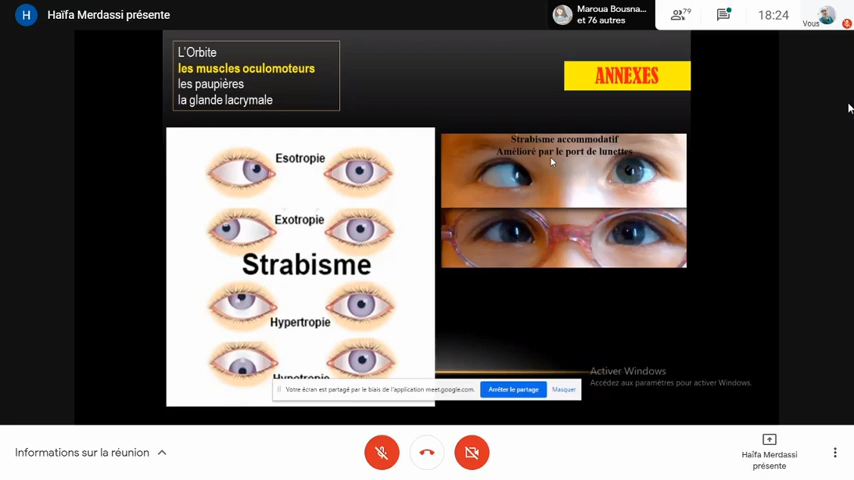 H Haïfa Merdassi présente
Maroua Bousna...
et 76 autres
79
18:24
Vous
L'Orbite
les muscles oculomoteurs
les paupières
la glande lacrymale
ANNEXES
Esotropie
Exotropie
Strabisme
Hypertropie
Hypotropie
Strabisme accommodatif
Amélioré par le port de lunettes
Activer Windows
Accédez aux paramètres pour activer Windows.
Votre écran est partagé par le biais de l'application meet.google.com.
Arrêter le partage
Masquer
Informations sur la réunion
Haïfa Merdassi
présente